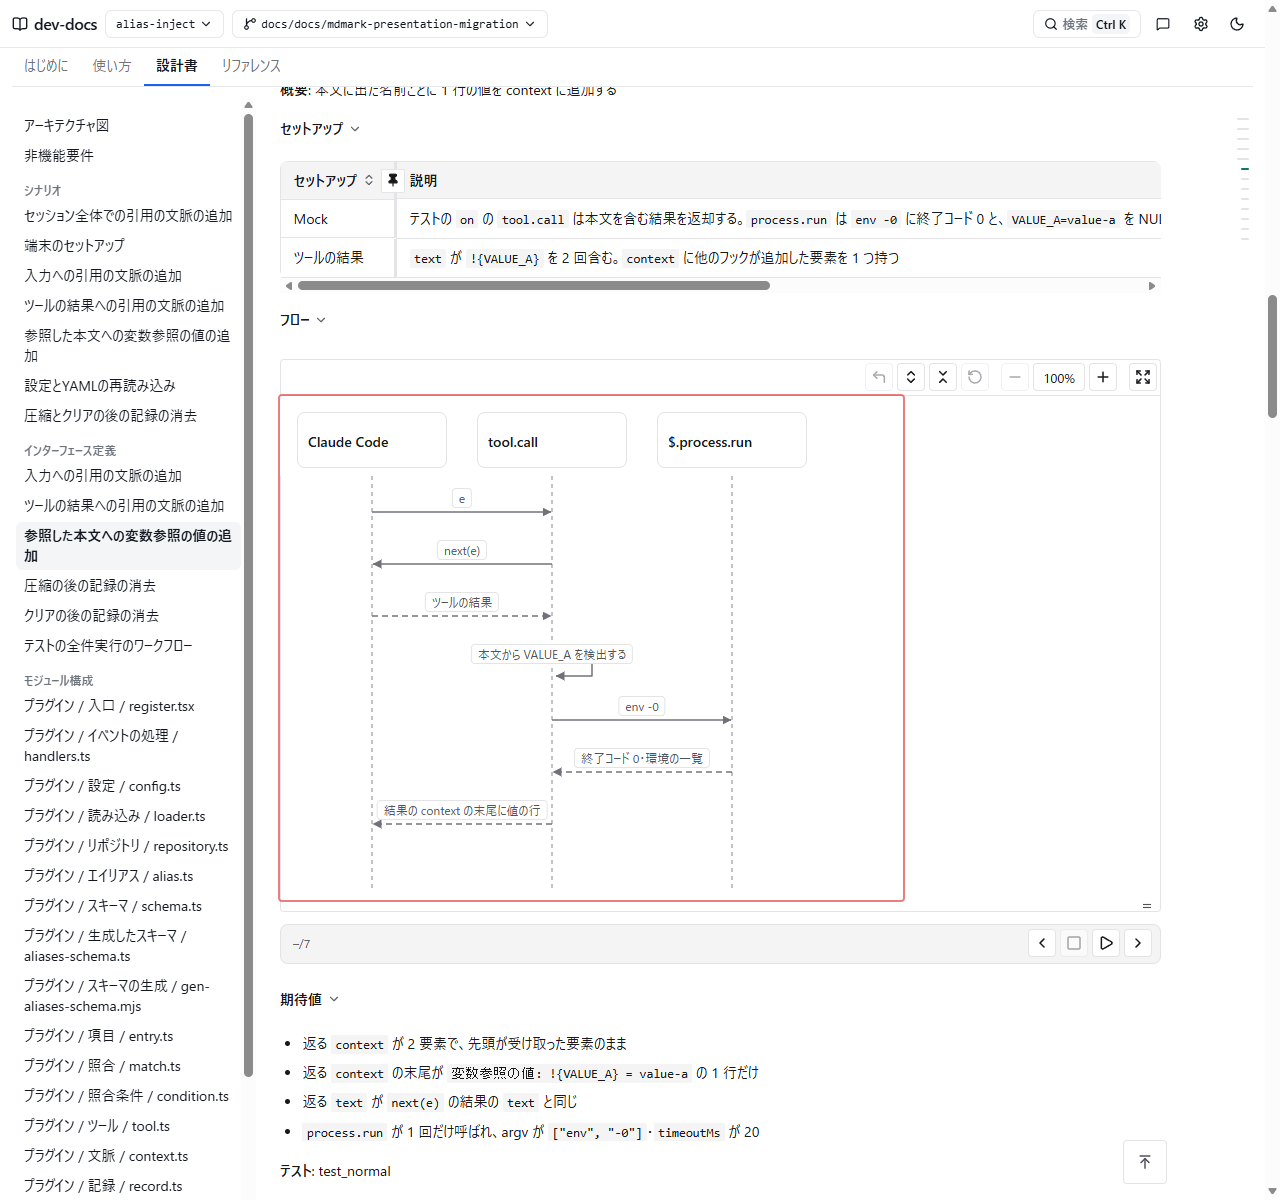 dev-docs
alias-inject
docs/docs/mdmark-presentation-migration
検索 Ctrl K
はじめに
使い方
設計書
リファレンス
概要: 本文に出た名前ごとに 1 行の値を context に追加する
アーキテクチャ図
非機能要件
シナリオ
セッション全体での引用の文脈の追加
端末のセットアップ
入力への引用の文脈の追加
ツールの結果への引用の文脈の追加
参照した本文への変数参照の値の追
加
設定とYAMLの再読み込み
圧縮とクリアの後の記録の消去
インターフェース定義
入力への引用の文脈の追加
ツールの結果への引用の文脈の追加
参照した本文への変数参照の値の追
加
圧縮の後の記録の消去
クリアの後の記録の消去
テストの全件実行のワークフロー
モジュール構成
プラグイン / 入口 / register.tsx
プラグイン / イベントの処理 /
handlers.ts
プラグイン / 設定 / config.ts
プラグイン / 読み込み / loader.ts
プラグイン / リポジトリ / repository.ts
プラグイン / エイリアス / alias.ts
プラグイン / スキーマ / schema.ts
プラグイン / 生成したスキーマ /
aliases-schema.ts
プラグイン / スキーマの生成 / gen-
aliases-schema.mjs
プラグイン / 項目 / entry.ts
プラグイン / 照合 / match.ts
プラグイン / 照合条件 / condition.ts
プラグイン / ツール / tool.ts
プラグイン / 文脈 / context.ts
プラグイン / 記録 / record.ts
セットアップ
セットアップ 説明
Mock テストの on の tool.call は本文を含む結果を返却する。process.run は env -0 に終了コード 0 と、VALUE_A=value-a を NUI
ツールの結果 text が !{VALUE_A} を 2 回含む。context に他のフックが追加した要素を 1 つ持つ
フロー
100%
Claude Code
tool.call
$.process.run
e
next(e)
ツールの結果
本文から VALUE_A を検出する
env -0
終了コード 0・環境の一覧
結果の context の末尾に値の行
–/7
期待値
返る context が 2 要素で、先頭が受け取った要素のまま
返る context の末尾が 変数参照の値: !{VALUE_A} = value-a の 1 行だけ
返る text が next(e) の結果の text と同じ
process.run が 1 回だけ呼ばれ、argv が ["env", "-0"]・timeoutMs が 20
テスト: test_normal